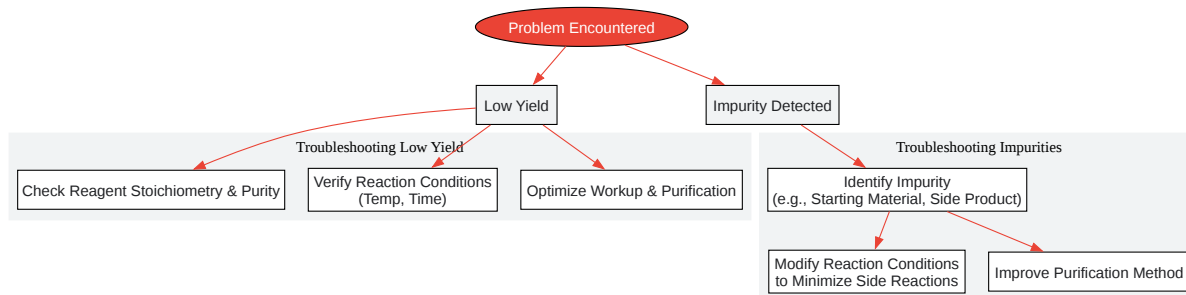 Problem Encountered
Low Yield
Impurity Detected
Troubleshooting Low Yield
Troubleshooting Impurities
Check Reagent Stoichiometry & Purity
Verify Reaction Conditions
(Temp, Time)
Optimize Workup & Purification
Identify Impurity
(e.g., Starting Material, Side Product)
Modify Reaction Conditions
to Minimize Side Reactions
Improve Purification Method